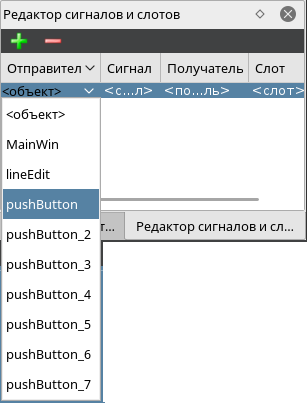 Редактор сигналов и слотов
Отправител Сигнал Получатель Слот
<объект> <с...л> <по...ль> <слот>
<объект>
MainWin
lineEdit
pushButton
pushButton_2
т... Редактор сигналов и сл...
pushButton_3
pushButton_4
pushButton_5
pushButton_6
pushButton_7